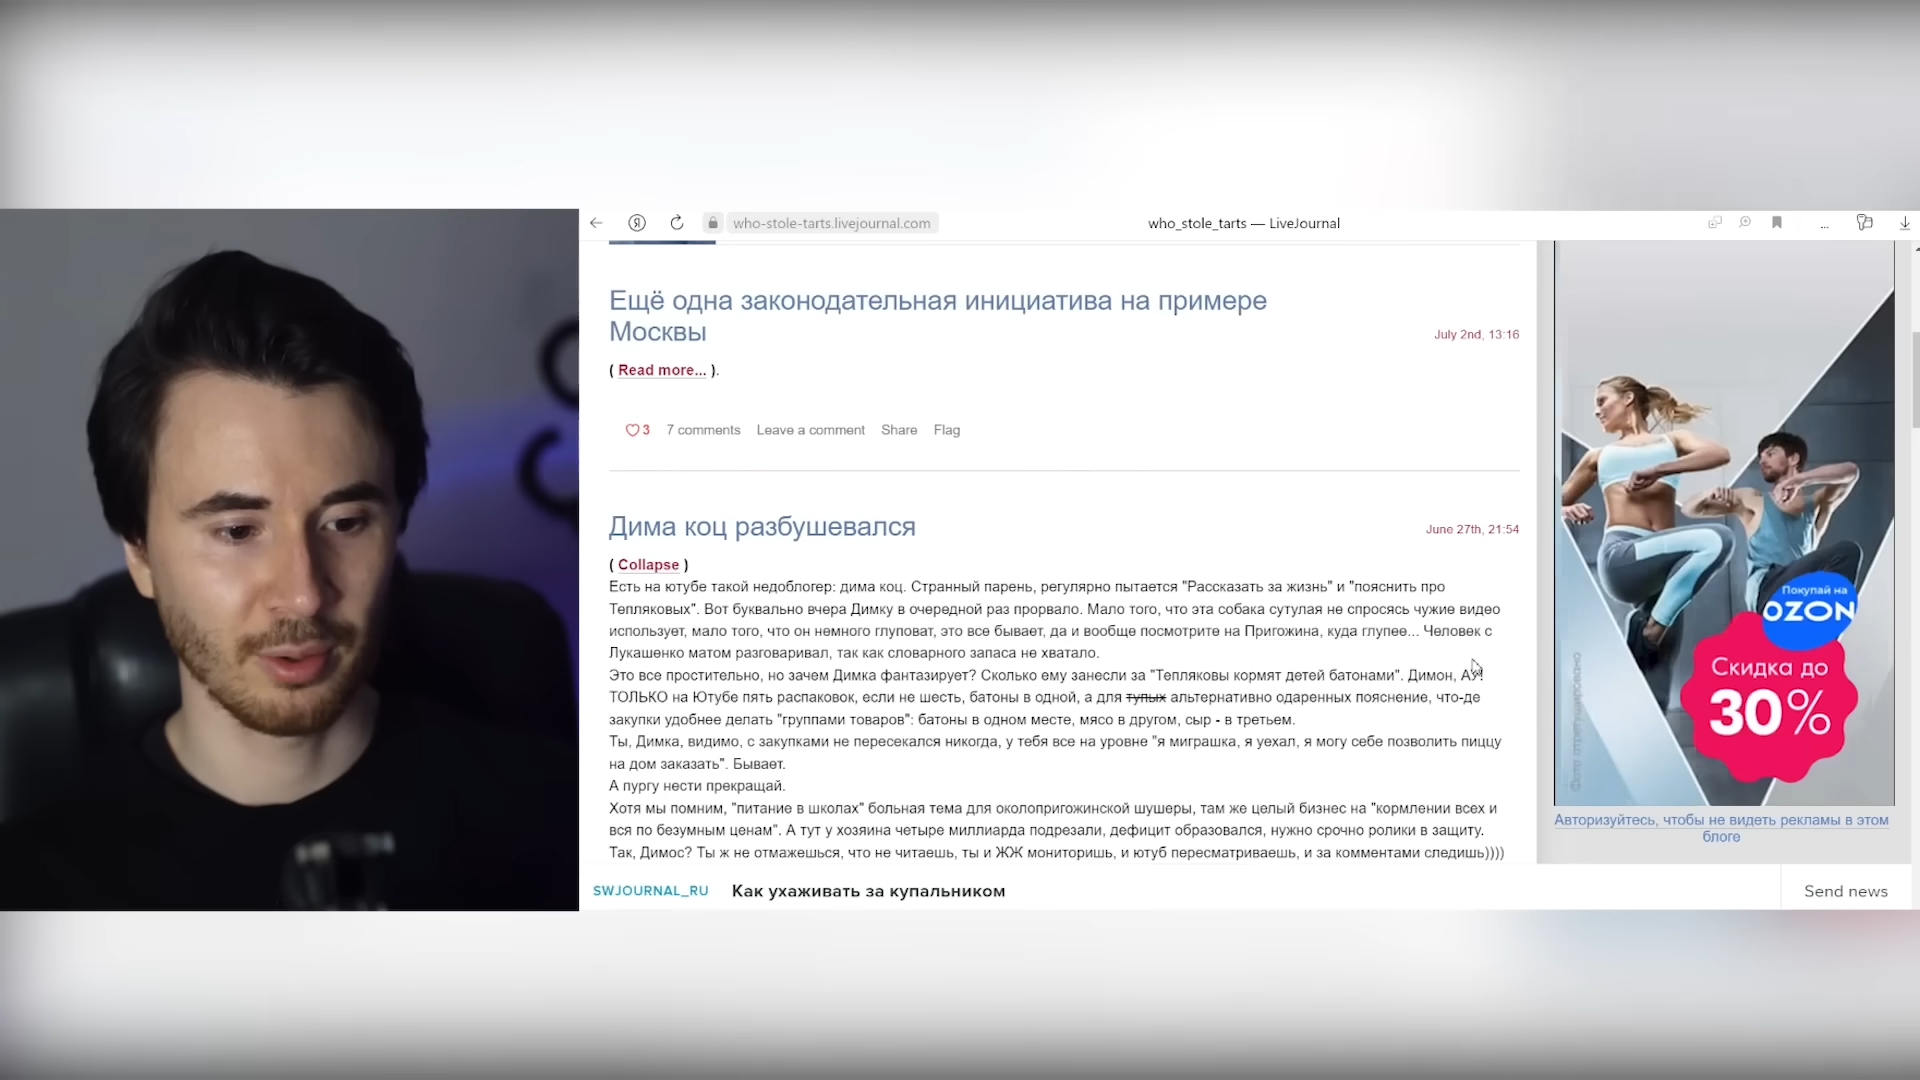 who-stole-tarts.livejournal.com
who_stole_tarts — LiveJournal
...
Ещё одна законодательная инициатива на примере
Москвы
July 2nd, 13:16
( Read more... ).
3 7 comments Leave a comment Share Flag
Дима коц разбушевался
June 27th, 21:54
( Collapse )
Есть на ютубе такой недоблогер: дима коц. Странный парень, регулярно пытается "Рассказать за жизнь" и "пояснить про
Тепляковых". Вот буквально вчера Димку в очередной раз прорвало. Мало того, что эта собака сутулая не спросясь чужие видео
использует, мало того, что он немного глуповат, это все бывает, да и вообще посмотрите на Пригожина, куда глупее... Человек с
Лукашенко матом разговаривал, так как словарного запаса не хватало.
Это все простительно, но зачем Димка фантазирует? Сколько ему занесли за "Тепляковы кормят детей батонами". Димон, АУ!
ТОЛЬКО на Ютубе пять распаковок, если не шесть, батоны в одной, а для тупых альтернативно одаренных пояснение, что-де
закупки удобнее делать "группами товаров": батоны в одном месте, мясо в другом, сыр - в третьем.
Ты, Димка, видимо, с закупками не пересекался никогда, у тебя все на уровне "я миграшка, я уехал, я могу себе позволить пиццу
на дом заказать". Бывает.
А пургу нести прекращай.
Хотя мы помним, "питание в школах" больная тема для околопригожинской шушеры, там же целый бизнес на "кормлении всех и
вся по безумным ценам". А тут у хозяина четыре миллиарда подрезали, дефицит образовался, нужно срочно ролики в защиту.
Так, Димос? Ты ж не отмажешься, что не читаешь, ты и ЖЖ мониторишь, и ютуб пересматриваешь, и за комментами следишь))))
Покупай на
OZON
Скидка до
30%
Фото отретушировано
Авторизуйтесь, чтобы не видеть рекламы в этом
блоге
SWJOURNAL_RU Как ухаживать за купальником
Send news